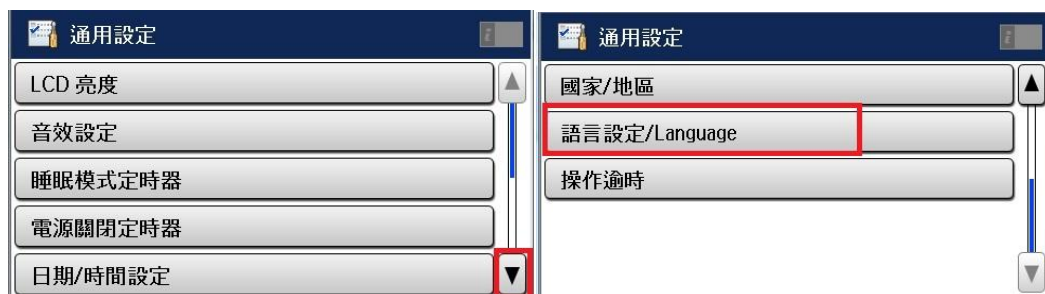 通用設定
LCD 亮度
音效設定
睡眠模式定時器
電源關閉定時器
日期/時間設定
通用設定
國家/地區
語言設定/Language
操作逾時